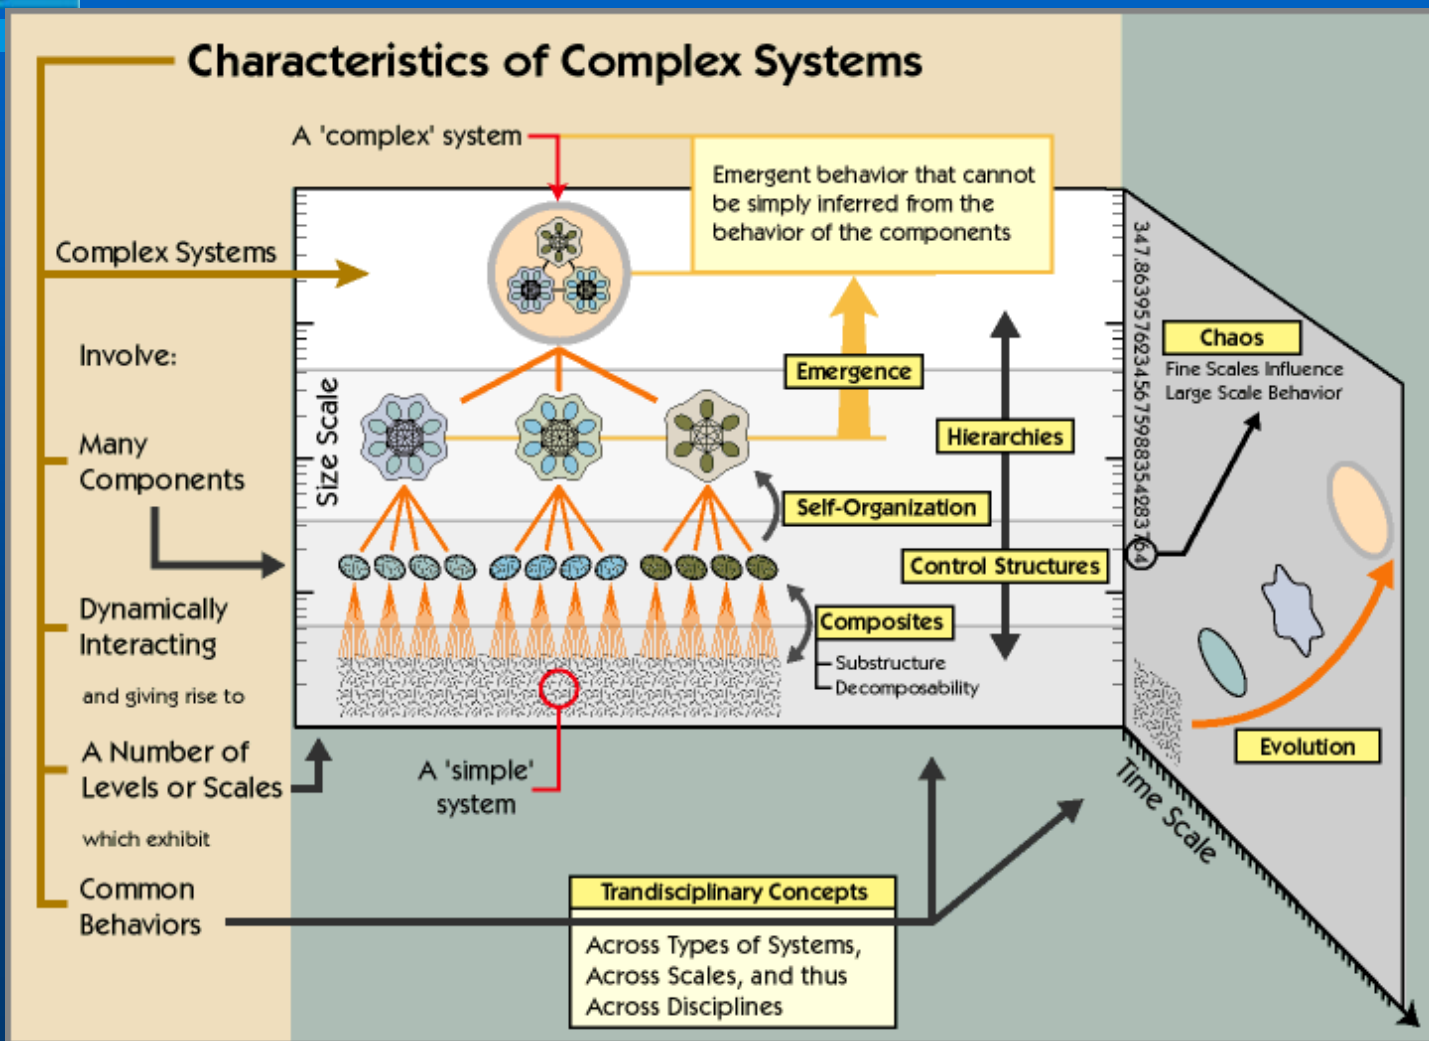 Characteristics of Complex Systems
A 'complex' system
Emergent behavior that cannot
be simply inferred from the
behavior of the components
Complex Systems
Involve:
Many
Components
Dynamically
Interacting
and giving rise to
A Number of
Levels or Scales
which exhibit
Common
Behaviors
Size Scale
Emergence
Hierarchies
Self-Organization
Control Structures
Composites
Substructure
Decomposability
A 'simple'
system
Chaos
Fine Scales Influence
Large Scale Behavior
Evolution
Time Scale
Trandisciplinary Concepts
Across Types of Systems,
Across Scales, and thus
Across Disciplines